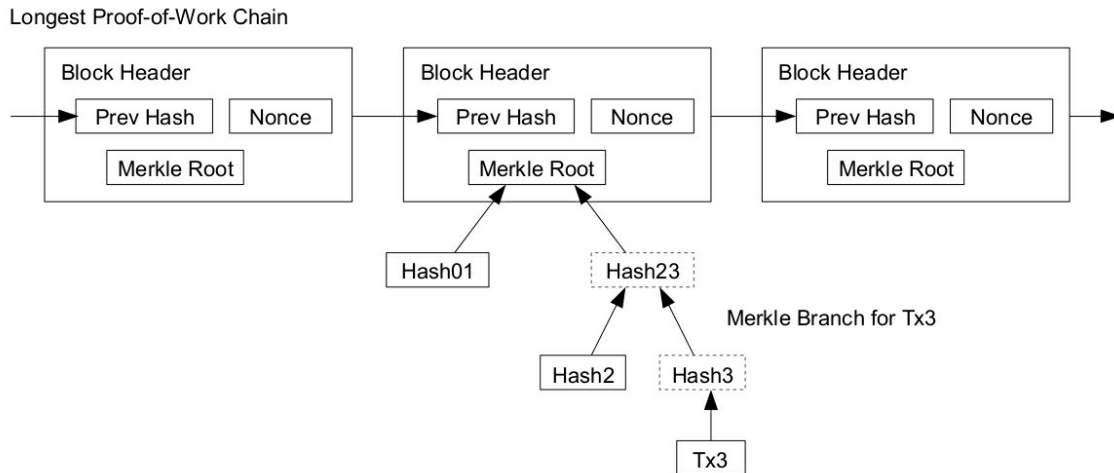 Longest Proof-of-Work Chain
Block Header
Block Header
Block Header
Prev Hash
Nonce
Prev Hash
Nonce
Prev Hash
Nonce
Merkle Root
Merkle Root
Merkle Root
Hash01
Hash23
Merkle Branch for Tx3
Hash2
Hash3
Tx3